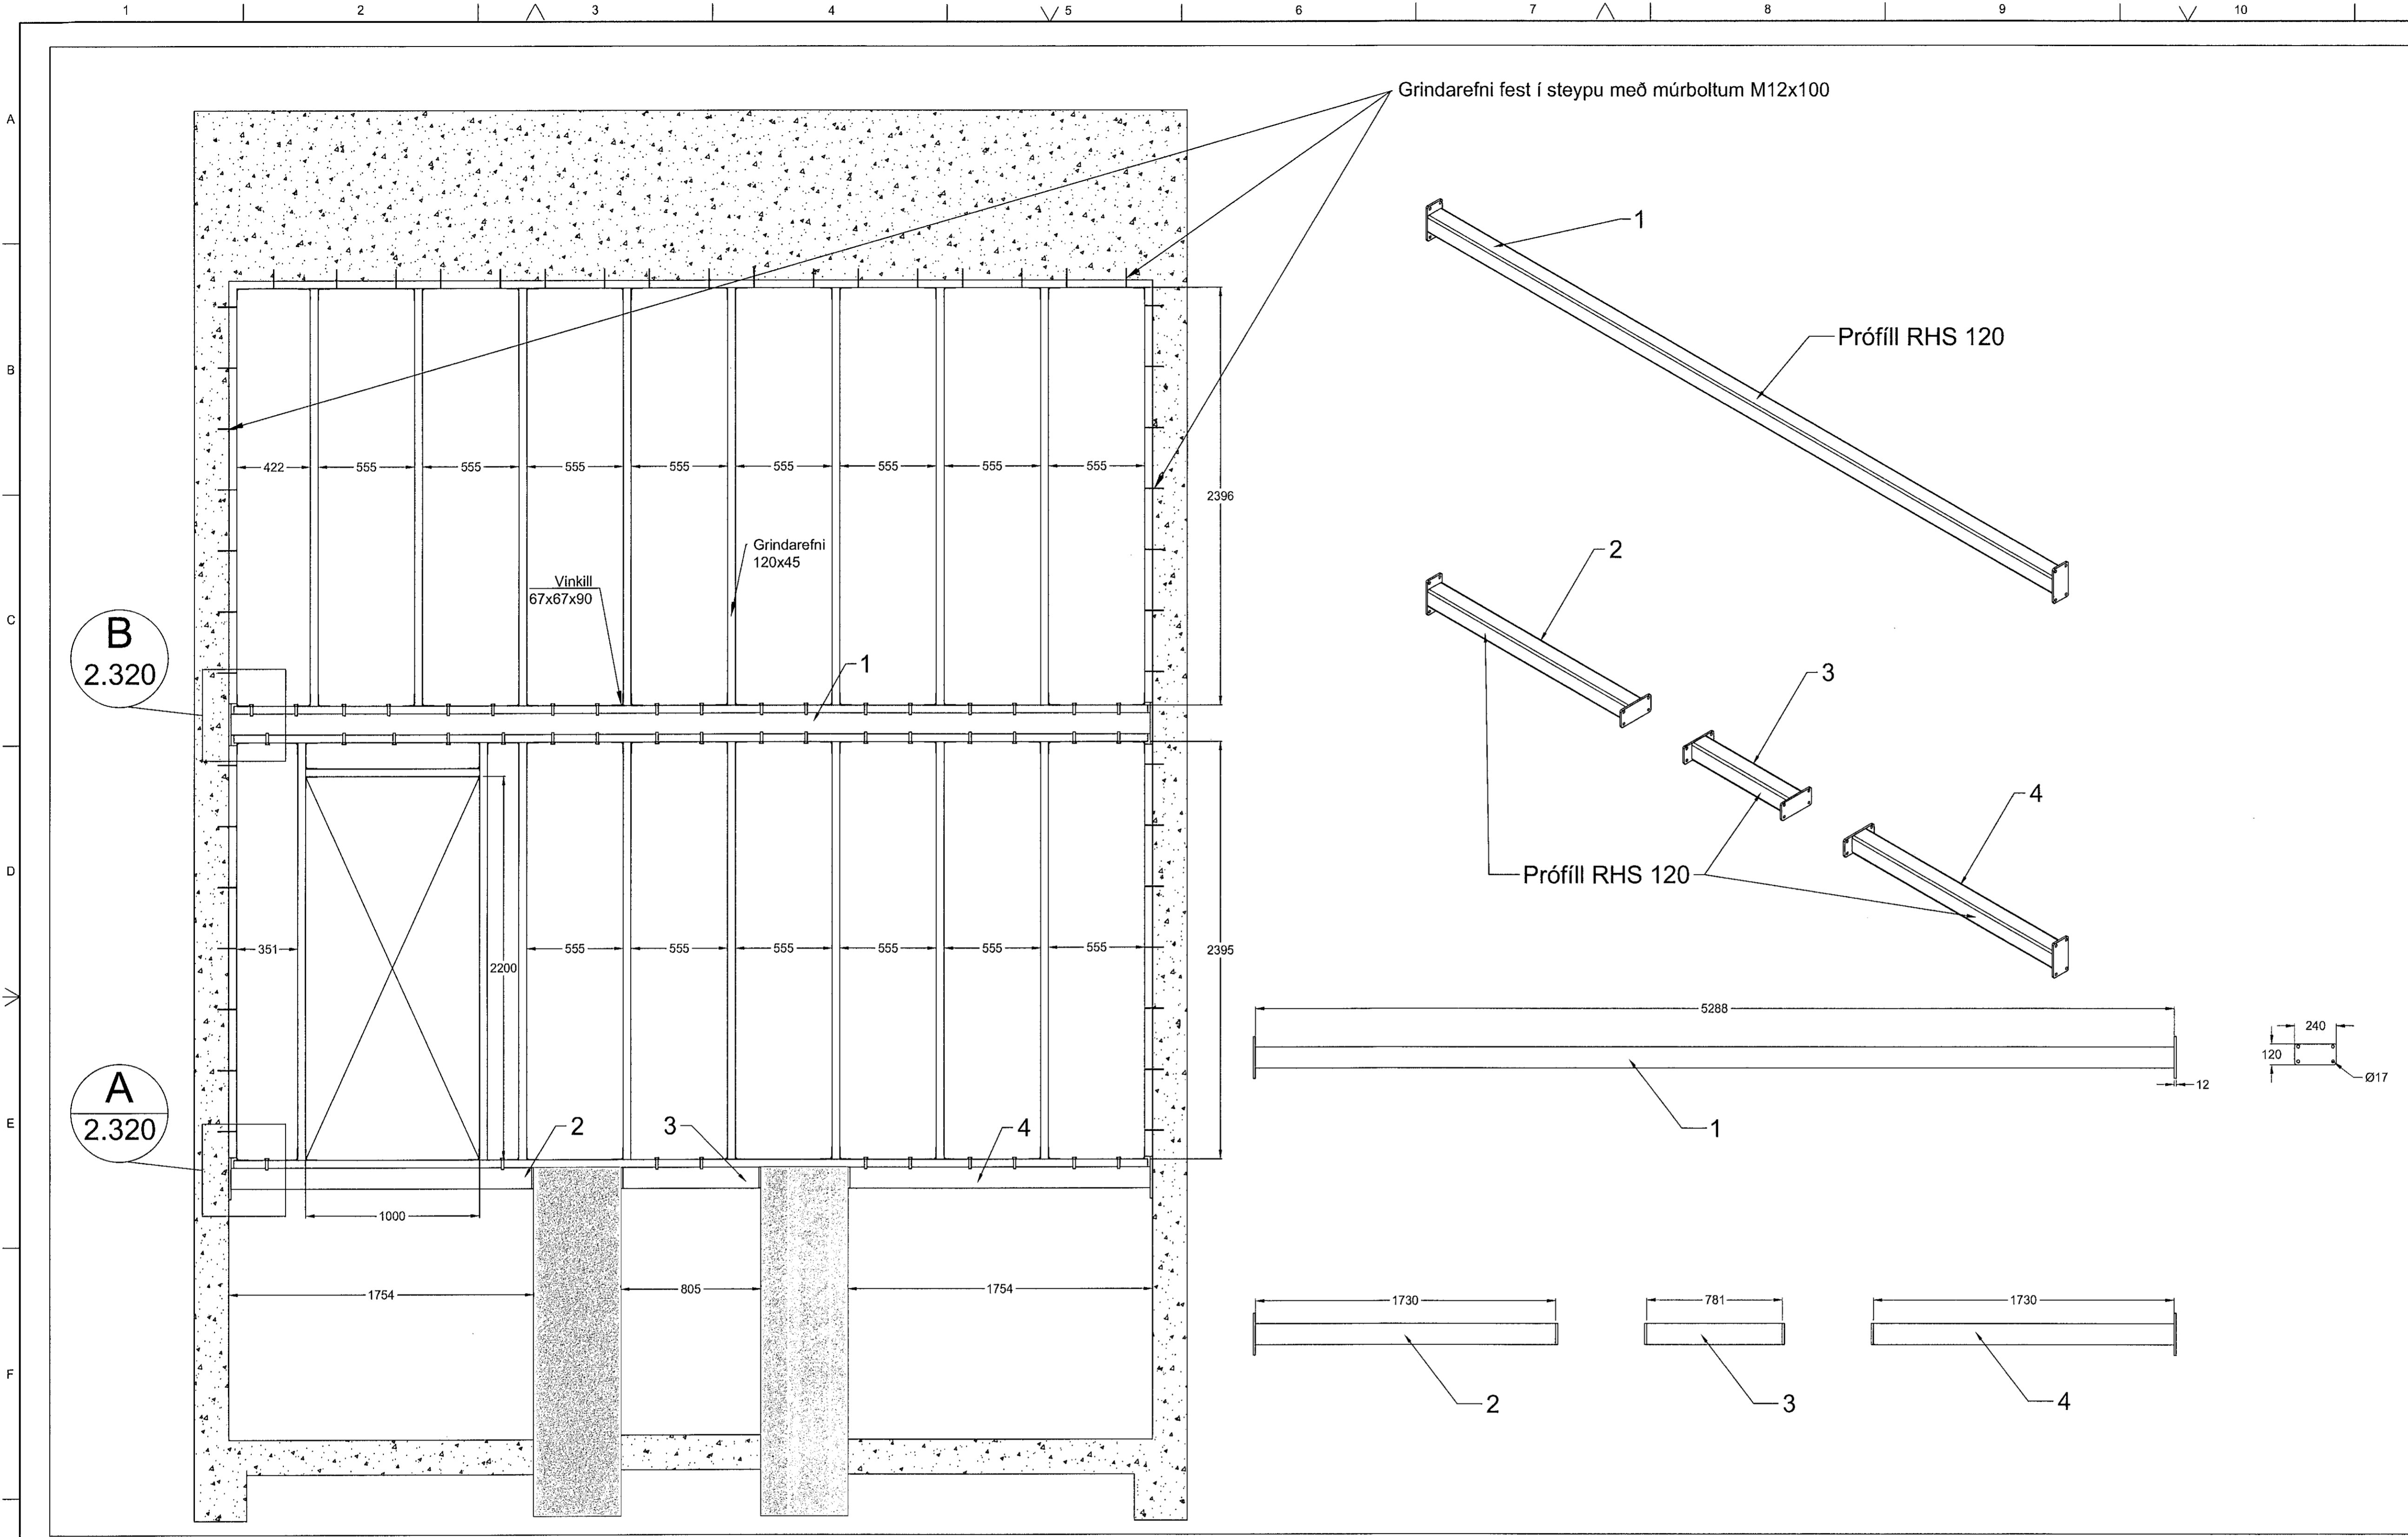 1 2 3 4 5 6 7 8 9 10
A
B
C
D
E
F
Grindarefni fest í steypu með múrboltum M12x100
422 555 555 555 555 555 555 555 555
2396
Grindarefni
120x45
Vinkill
67x67x90
B
2.320
1
351
2200
555 555 555 555 555 555
2395
A
2.320
2
3
4
1000
1754
805
1754
1
Prófíll RHS 120
2
3
4
Prófíll RHS 120
5288
12
1
240
120
Ø17
1730
781
1730
2
3
4